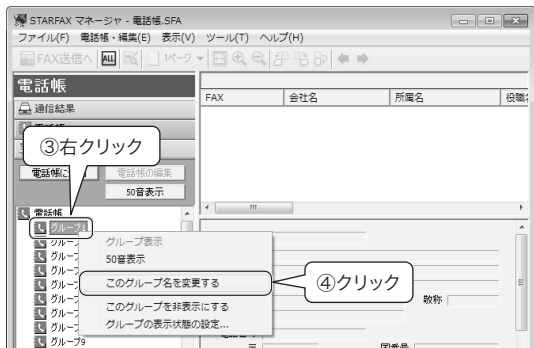 STARFAX マネージャ - 電話帳.SFA
ファイル(F) 電話帳・編集(E) 表示(V) ツール(T) ヘルプ(H)
FAX送信へ ALL 1ページ
電話帳
FAX 会社名 所属名 役職
通信結果
③右クリック
電話帳の編集
50音表示
電話帳
グループ
グループ表示
50音表示
このグループ名を変更する
④クリック
敬称
このグループを非表示にする
グループの表示状態の設定...
グループ9
国番号